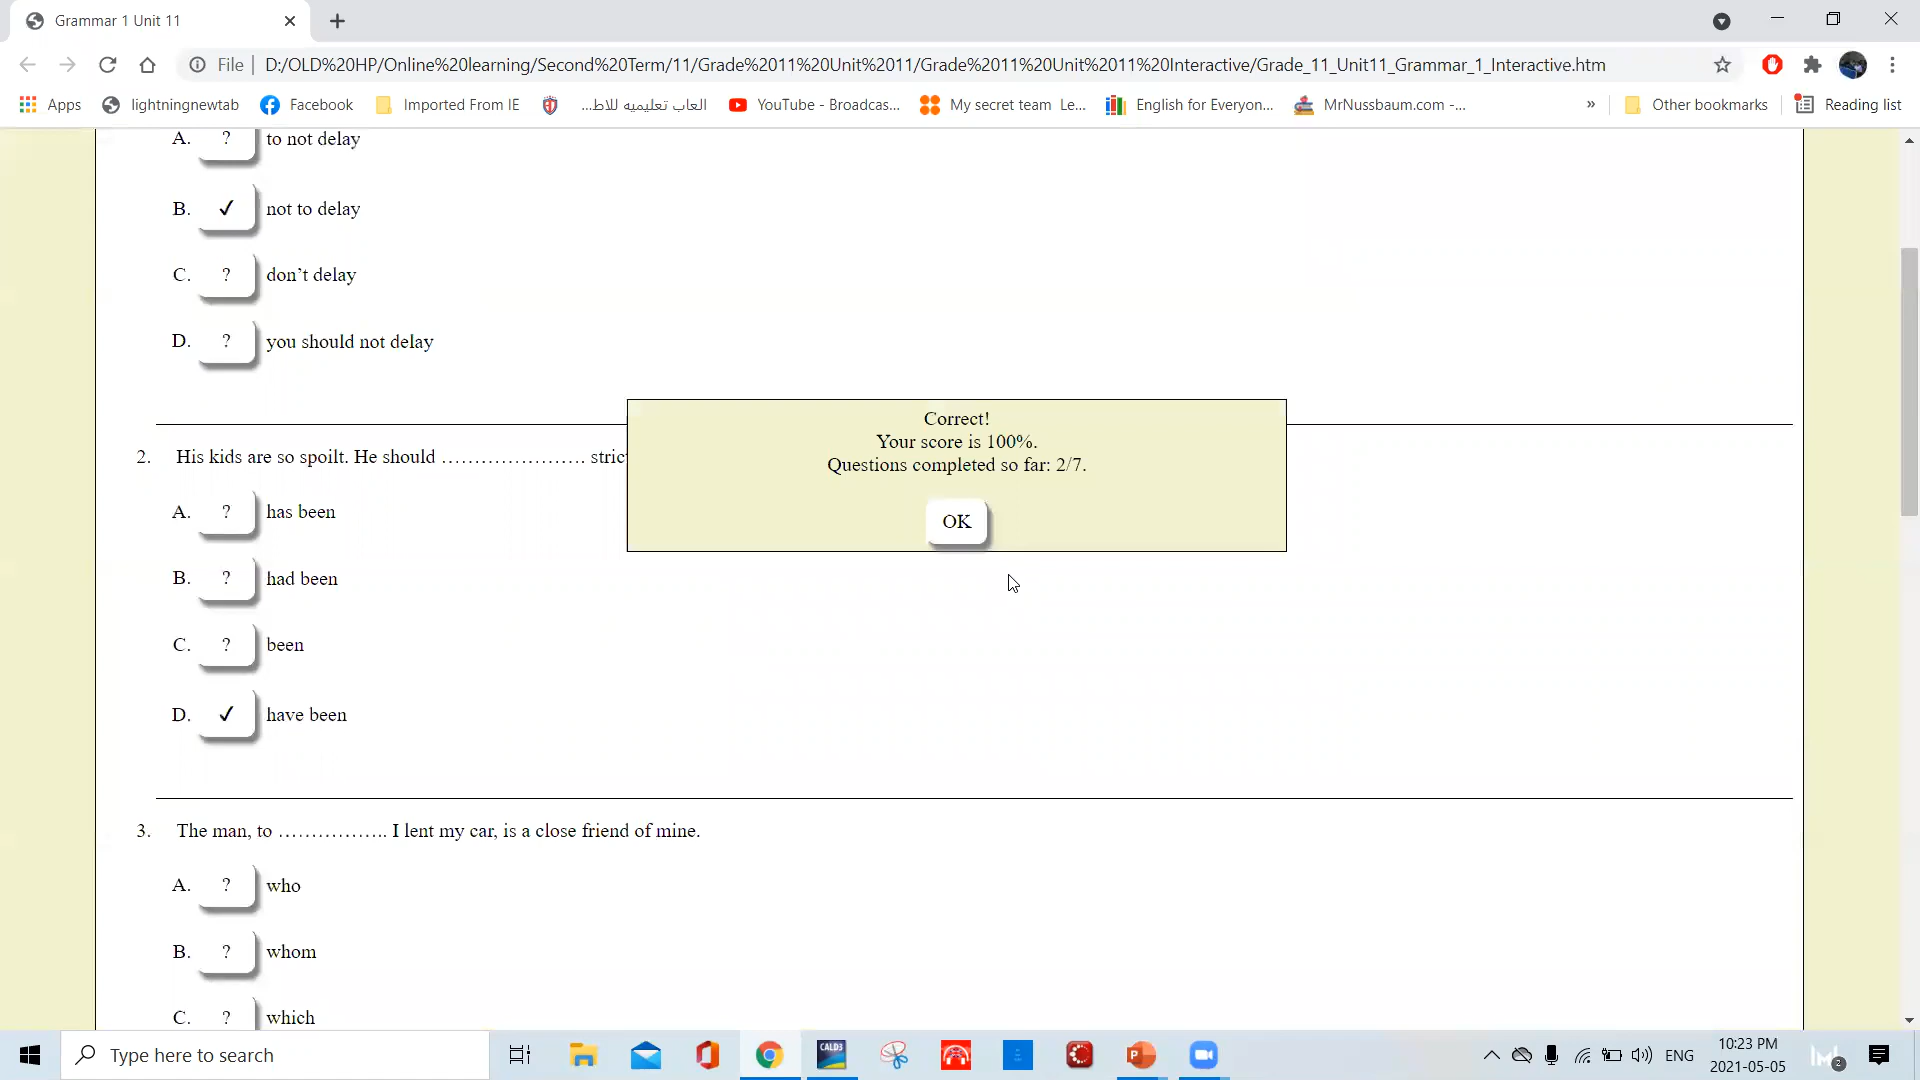 Grammar 1 Unit 11
File | D:/OLD%20HP/Online%20learning/Second%20Term/11/Grade%2011%20Unit%2011/Grade%2011%20Unit%2011%20Interactive/Grade_11_Unit11_Grammar_1_Interactive.htm
Apps lightningnewtab Facebook Imported From IE العاب تعليميه للاط... YouTube - Broadcas... My secret team Le... English for Everyon... MrNussbaum.com -... » Other bookmarks Reading list
A. ? to not delay
B. ✓ not to delay
C. ? don’t delay
D. ? you should not delay
Correct!
Your score is 100%.
Questions completed so far: 2/7.
OK
2. His kids are so spoilt. He should …………………. stric
A. ? has been
B. ? had been
C. ? been
D. ✓ have been
3. The man, to …………….. I lent my car, is a close friend of mine.
A. ? who
B. ? whom
C. ? which
Type here to search
CALD3
ENG
10:23 PM
2021-05-05
2